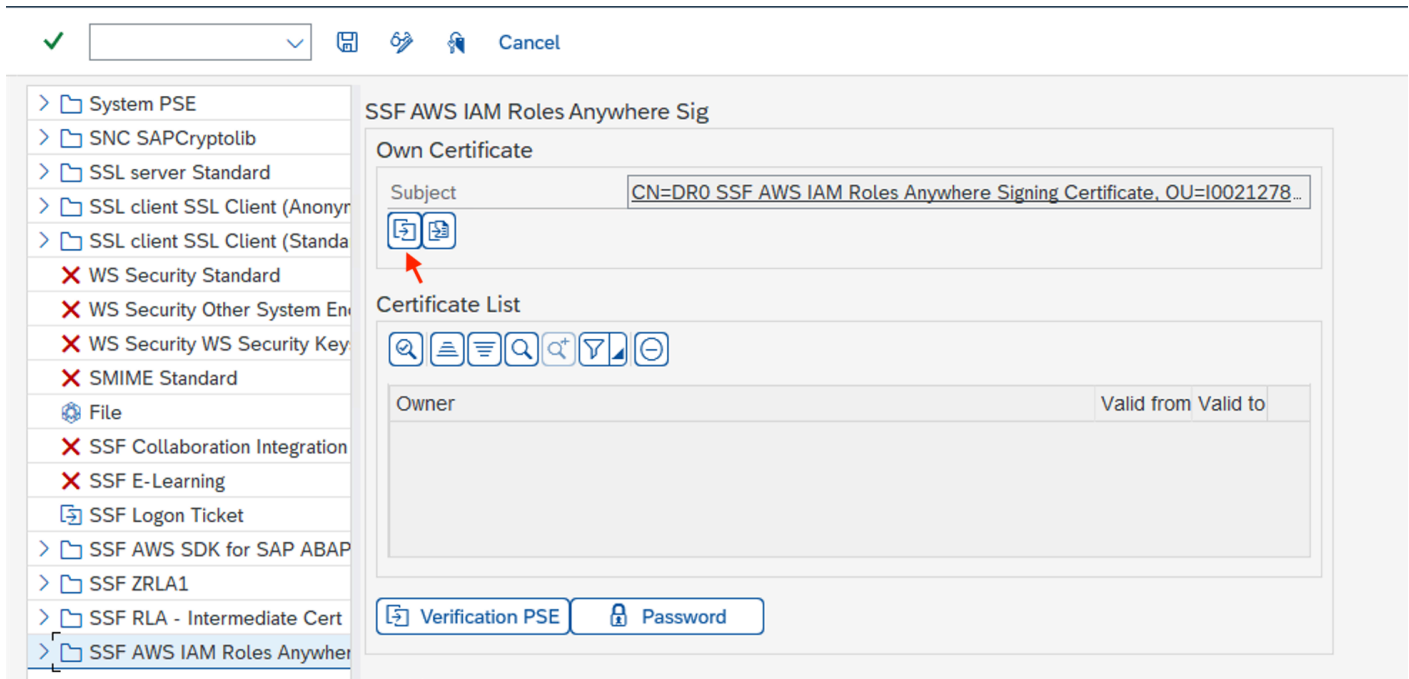 Cancel
System PSE
SNC SAPCryptolib
SSL server Standard
SSL client SSL Client (Anonyr
SSL client SSL Client (Standa
WS Security Standard
WS Security Other System En
WS Security WS Security Key
SMIME Standard
File
SSF Collaboration Integration
SSF E-Learning
SSF Logon Ticket
SSF AWS SDK for SAP ABAP
SSF ZRLA1
SSF RLA - Intermediate Cert
SSF AWS IAM Roles Anywher
SSF AWS IAM Roles Anywhere Sig
Own Certificate
Subject CN=DR0 SSF AWS IAM Roles Anywhere Signing Certificate, OU=I0021278...
Certificate List
Owner Valid from Valid to
Verification PSE Password